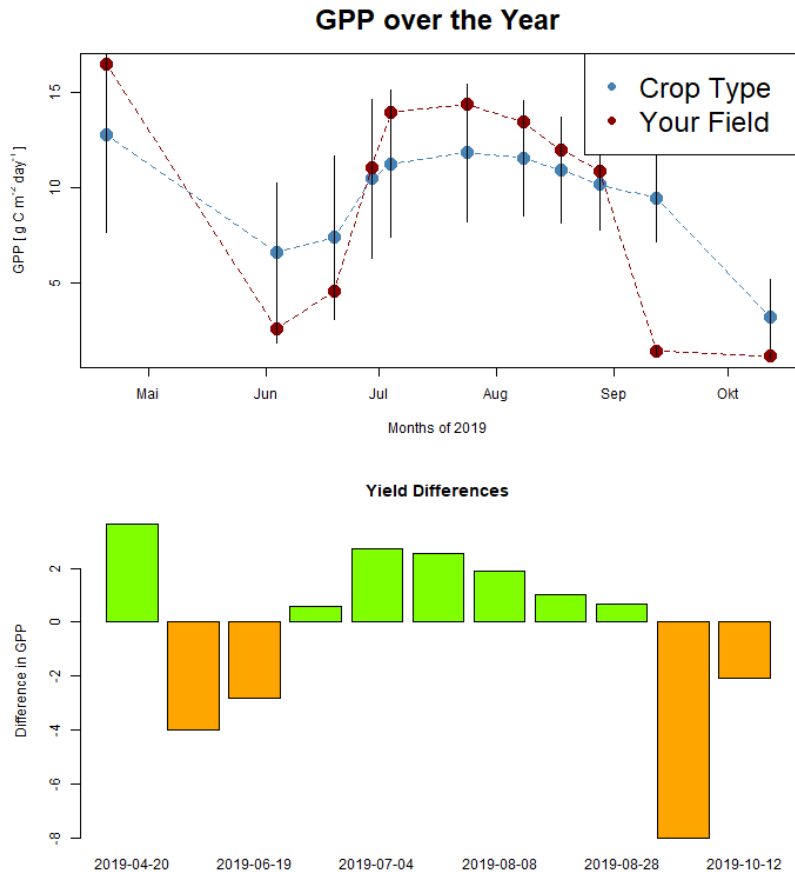 GPP over the Year
15
10
5
GPP [ g C m⁻² day⁻¹ ]
Crop Type
Your Field
Mai Jun Jul Aug Sep Okt
Months of 2019
Yield Differences
2
0
-2
-4
-6
-8
Difference in GPP
2019-04-20 2019-06-19 2019-07-04 2019-08-08 2019-08-28 2019-10-12